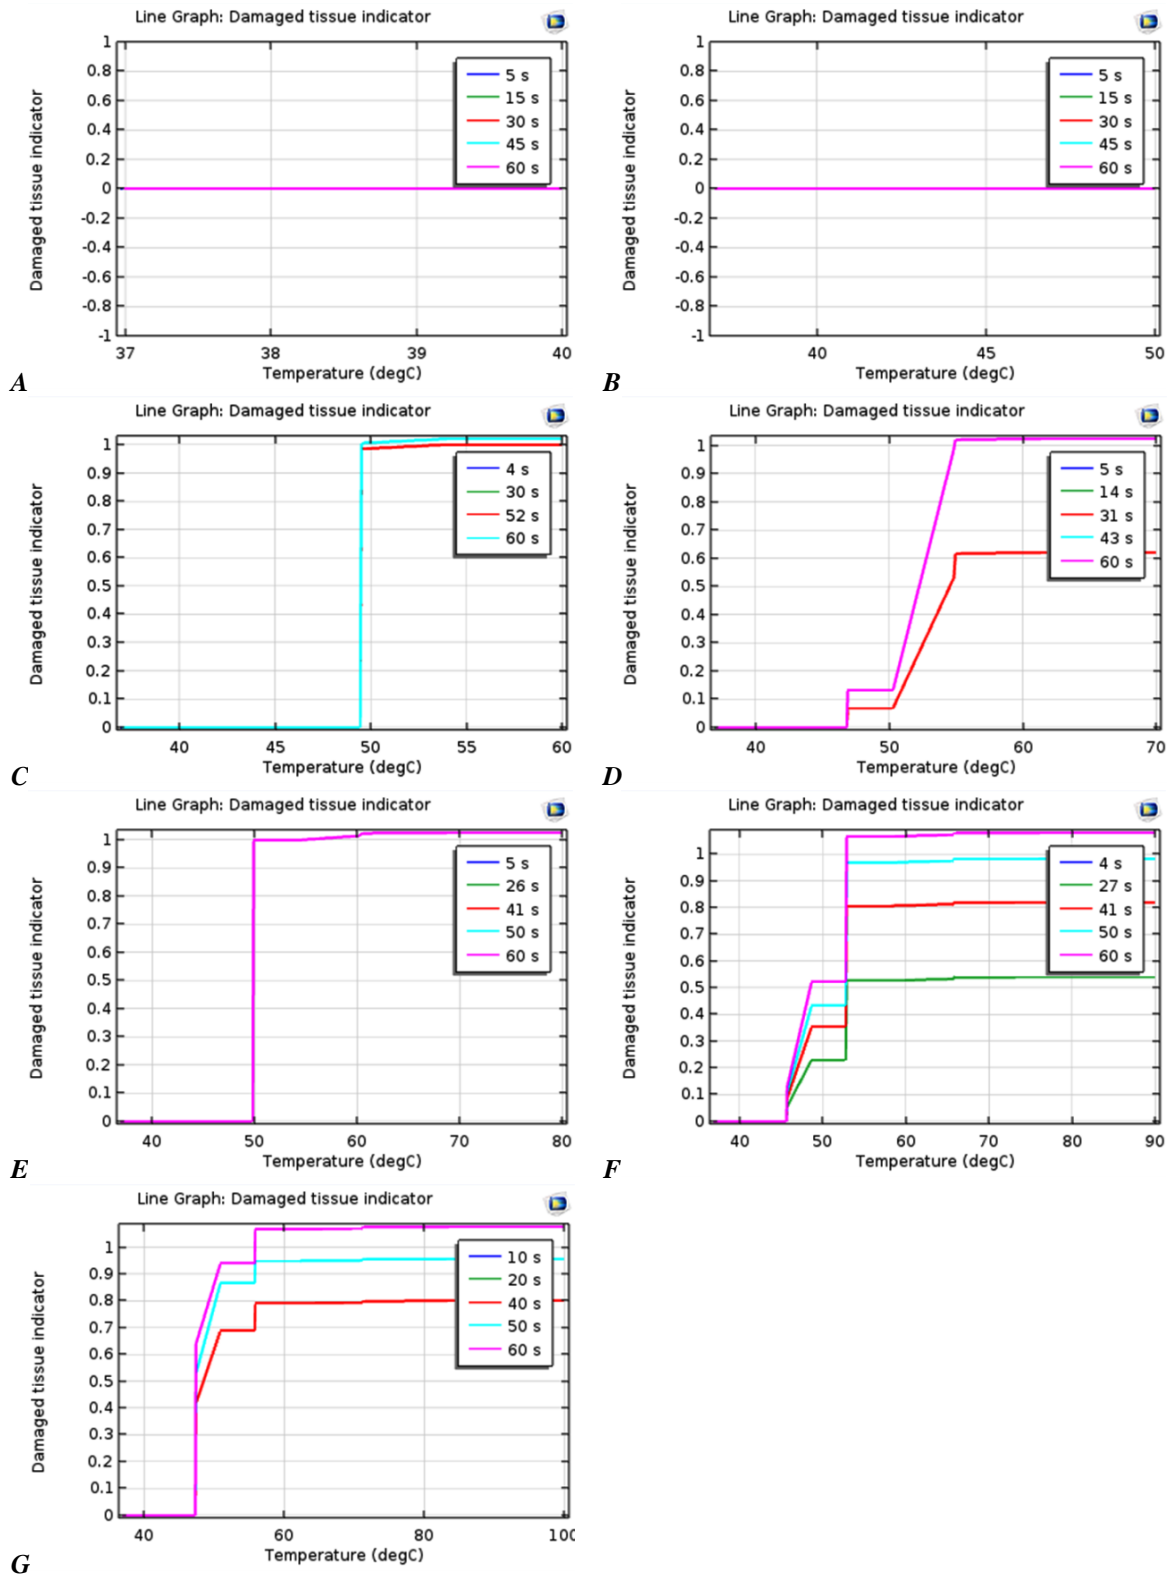 Line Graph: Damaged tissue indicator
1
0.8
0.6
0.4
0.2
0
-0.2
-0.4
-0.6
-0.8
-1
Damaged tissue indicator
5 s
15 s
30 s
45 s
60 s
37
38
39
40
Temperature (degC)
A
Line Graph: Damaged tissue indicator
1
0.8
0.6
0.4
0.2
0
-0.2
-0.4
-0.6
-0.8
-1
Damaged tissue indicator
5 s
15 s
30 s
45 s
60 s
40
45
50
Temperature (degC)
B
Line Graph: Damaged tissue indicator
1
0.9
0.8
0.7
0.6
0.5
0.4
0.3
0.2
0.1
0
Damaged tissue indicator
4 s
30 s
52 s
60 s
40
45
50
55
60
Temperature (degC)
C
Line Graph: Damaged tissue indicator
1
0.9
0.8
0.7
0.6
0.5
0.4
0.3
0.2
0.1
0
Damaged tissue indicator
5 s
14 s
31 s
43 s
60 s
40
50
60
70
Temperature (degC)
D
Line Graph: Damaged tissue indicator
1
0.9
0.8
0.7
0.6
0.5
0.4
0.3
0.2
0.1
0
Damaged tissue indicator
5 s
26 s
41 s
50 s
60 s
40
50
60
70
80
Temperature (degC)
E
Line Graph: Damaged tissue indicator
1
0.9
0.8
0.7
0.6
0.5
0.4
0.3
0.2
0.1
0
Damaged tissue indicator
4 s
27 s
41 s
50 s
60 s
40
50
60
70
80
90
Temperature (degC)
F
Line Graph: Damaged tissue indicator
1
0.9
0.8
0.7
0.6
0.5
0.4
0.3
0.2
0.1
0
Damaged tissue indicator
10 s
20 s
40 s
50 s
60 s
40
60
80
100
Temperature (degC)
G